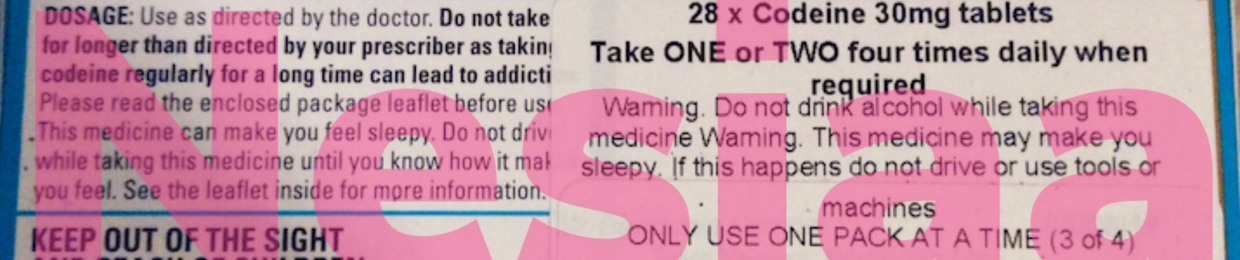 DOSAGE: Use as directed by the doctor. Do not take
for longer than directed by your prescriber as takin
codeine regularly for a long time can lead to addicti
Please read the enclosed package leaflet before us
.This medicine can make you feel sleepy. Do not driv
. while taking this medicine until you know how it ma
you feel. See the leaflet inside for more information.
KEEP OUT OF THE SIGHT
AND REACH OF CHILDREN
28 x Codeine 30mg tablets
Take ONE or TWO four times daily when
required
Warning. Do not drink alcohol while taking this
medicine Warning. This medicine may make you
sleepy. If this happens do not drive or use tools or
machines
ONLY USE ONE PACK AT A TIME (3 of 4)
Nesiaa